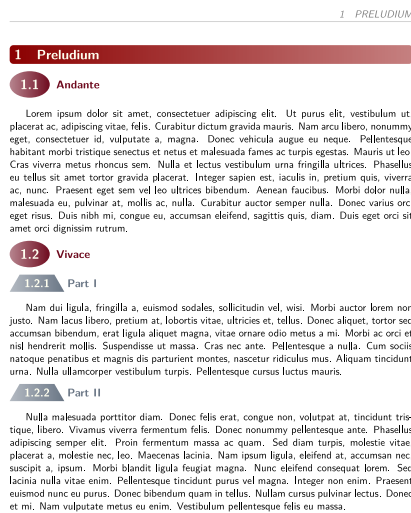 1 PRELUDIUM
1 Preludium
1.1 Andante
Lorem ipsum dolor sit amet, consectetuer adipiscing elit. Ut purus elit, vestibulum ut,
placerat ac, adipiscing vitae, felis. Curabitur dictum gravida mauris. Nam arcu libero, nonummy
eget, consectetuer id, vulputate a, magna. Donec vehicula augue eu neque. Pellentesque
habitant morbi tristique senectus et netus et malesuada fames ac turpis egestas. Mauris ut leo.
Cras viverra metus rhoncus sem. Nulla et lectus vestibulum urna fringilla ultrices. Phasellus
eu tellus sit amet tortor gravida placerat. Integer sapien est, iaculis in, pretium quis, viverra
ac, nunc. Praesent eget sem vel leo ultrices bibendum. Aenean faucibus. Morbi dolor nulla,
malesuada eu, pulvinar at, mollis ac, nulla. Curabitur auctor semper nulla. Donec varius orci
eget risus. Duis nibh mi, congue eu, accumsan eleifend, sagittis quis, diam. Duis eget orci sit
amet orci dignissim rutrum.
1.2 Vivace
1.2.1 Part I
Nam dui ligula, fringilla a, euismod sodales, sollicitudin vel, wisi. Morbi auctor lorem non
justo. Nam lacus libero, pretium at, lobortis vitae, ultricies et, tellus. Donec aliquet, tortor sed
accumsan bibendum, erat ligula aliquet magna, vitae ornare odio metus a mi. Morbi ac orci et
nisl hendrerit mollis. Suspendisse ut massa. Cras nec ante. Pellentesque a nulla. Cum sociis
natoque penatibus et magnis dis parturient montes, nascetur ridiculus mus. Aliquam tincidunt
urna. Nulla ullamcorper vestibulum turpis. Pellentesque cursus luctus mauris.
1.2.2 Part II
Nulla malesuada porttitor diam. Donec felis erat, congue non, volutpat at, tincidunt tris-
tique, libero. Vivamus viverra fermentum felis. Donec nonummy pellentesque ante. Phasellus
adipiscing semper elit. Proin fermentum massa ac quam. Sed diam turpis, molestie vitae,
placerat a, molestie nec, leo. Maecenas lacinia. Nam ipsum ligula, eleifend at, accumsan nec,
suscipit a, ipsum. Morbi blandit ligula feugiat magna. Nunc eleifend consequat lorem. Sed
lacinia nulla vitae enim. Pellentesque tincidunt purus vel magna. Integer non enim. Praesent
euismod nunc eu purus. Donec bibendum quam in tellus. Nullam cursus pulvinar lectus. Donec
et mi. Nam vulputate metus eu enim. Vestibulum pellentesque felis eu massa.